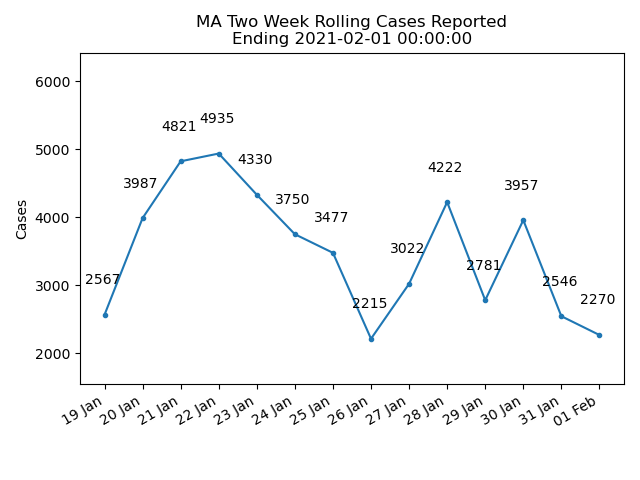 MA Two Week Rolling Cases Reported
Ending 2021-02-01 00:00:00
Cases
6000
5000
4000
3000
2000
2567
3987
4821
4935
4330
3750
3477
2215
3022
4222
2781
3957
2546
2270
19 Jan
20 Jan
21 Jan
22 Jan
23 Jan
24 Jan
25 Jan
26 Jan
27 Jan
28 Jan
29 Jan
30 Jan
31 Jan
01 Feb